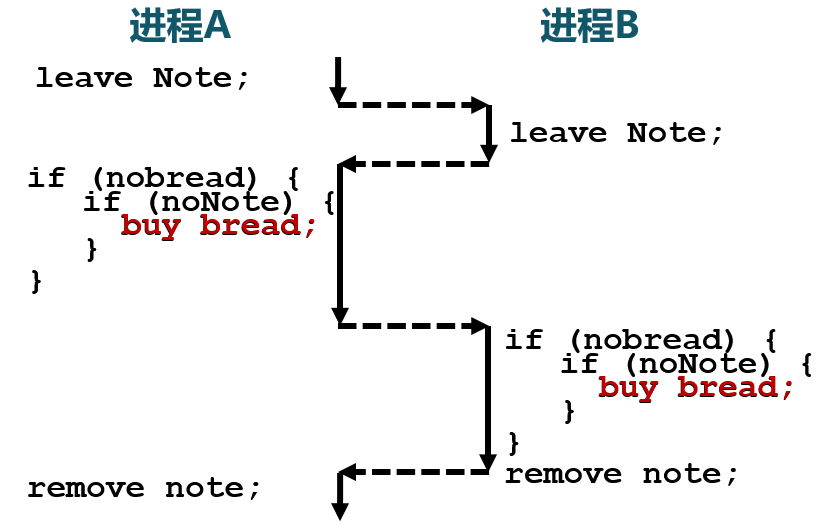 进程A
进程B
leave Note;
leave Note;
if (nobread) {
if (noNote) {
buy bread;
}
}
if (nobread) {
if (noNote) {
buy bread;
}
}
remove note;
remove note;